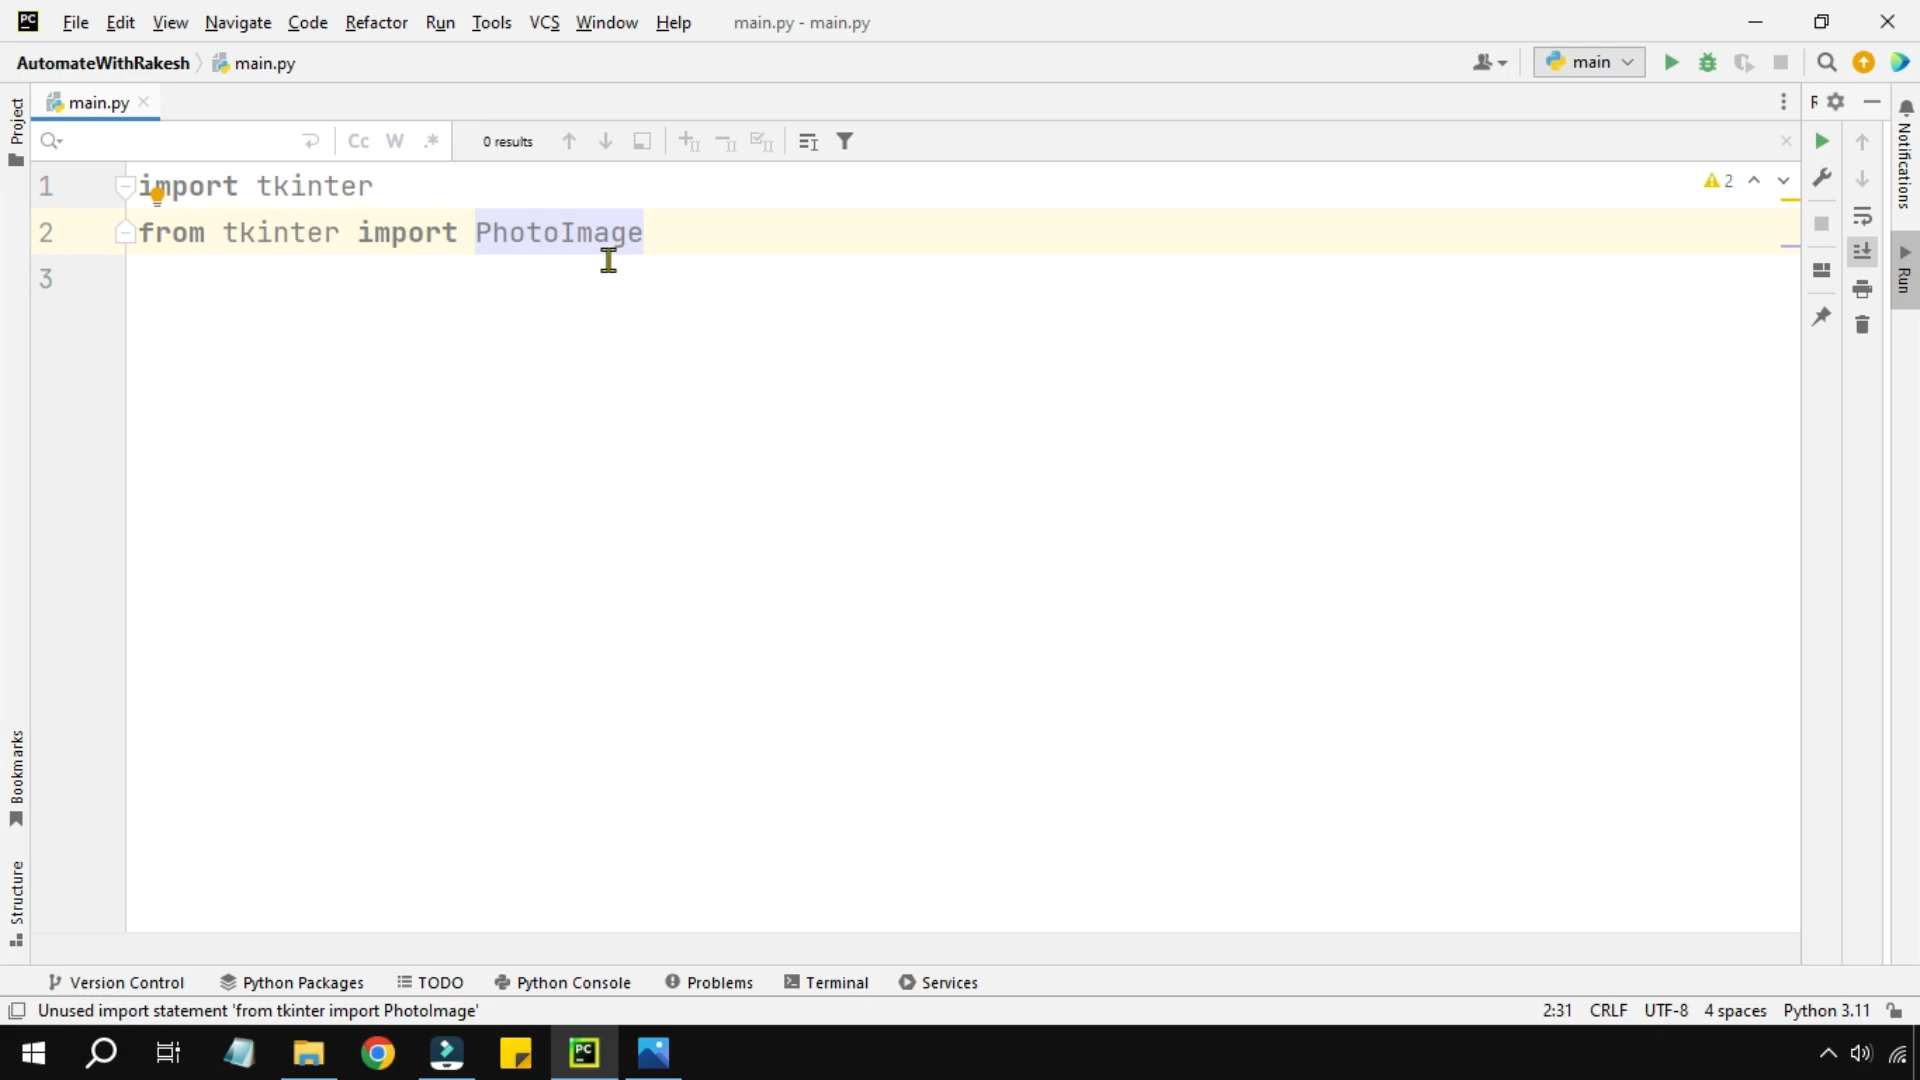 PC File Edit View Navigate Code Refactor Run Tools VCS Window Help main.py - main.py
AutomateWithRakesh main.py main
main.py
Cc W .* 0 results
1 import tkinter
2 2 from tkinter import PhotoImage
3
Project
Bookmarks
Structure
Notifications
Run
Version Control Python Packages TODO Python Console Problems Terminal Services
Unused import statement 'from tkinter import PhotoImage' 2:31 CRLF UTF-8 4 spaces Python 3.11
PC